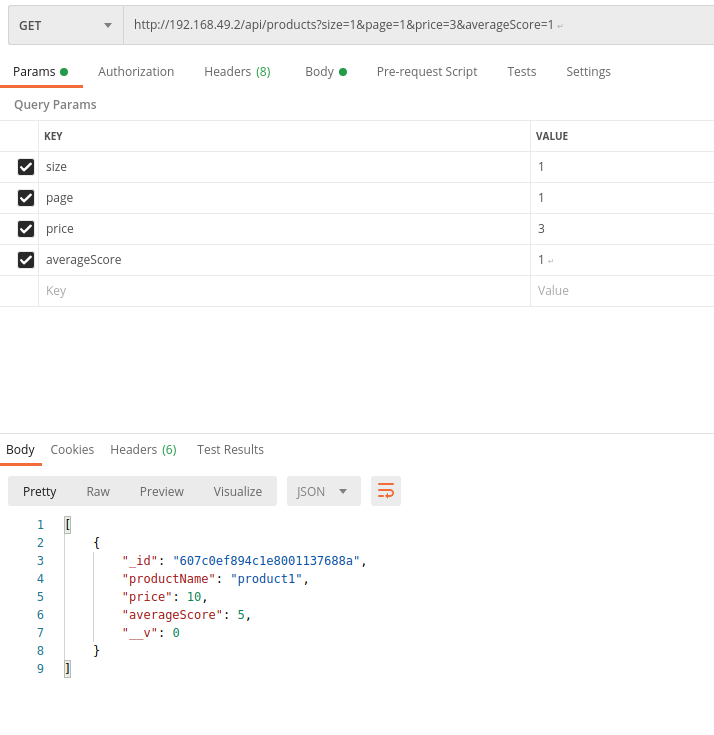 GET http://192.168.49.2/api/products?size=1&page=1&price=3&averageScore=1 ↵
Params Authorization Headers (8) Body Pre-request Script Tests Settings
Query Params
KEY VALUE
size 1
page 1
price 3
averageScore 1 ↵
Key Value
Body Cookies Headers (6) Test Results
Pretty Raw Preview Visualize JSON
1 [
2 {
3 "_id": "607c0ef894c1e8001137688a",
4 "productName": "product1",
5 "price": 10,
6 "averageScore": 5,
7 "__v": 0
8 }
9 ]